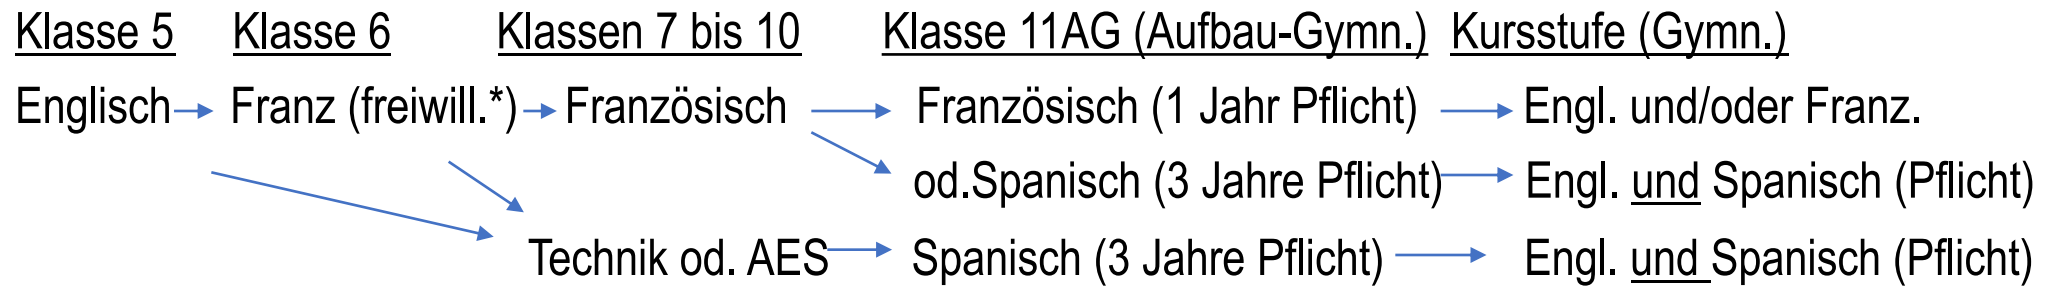 Klasse 5 Klasse 6 Klassen 7 bis 10 Klasse 11AG (Aufbau-Gymn.) Kursstufe (Gymn.)
Englisch Franz (freiwill.*) Französisch Französisch (1 Jahr Pflicht) Engl. und/oder Franz.
od.Spanisch (3 Jahre Pflicht) Engl. und Spanisch (Pflicht)
Technik od. AES Spanisch (3 Jahre Pflicht) Engl. und Spanisch (Pflicht)